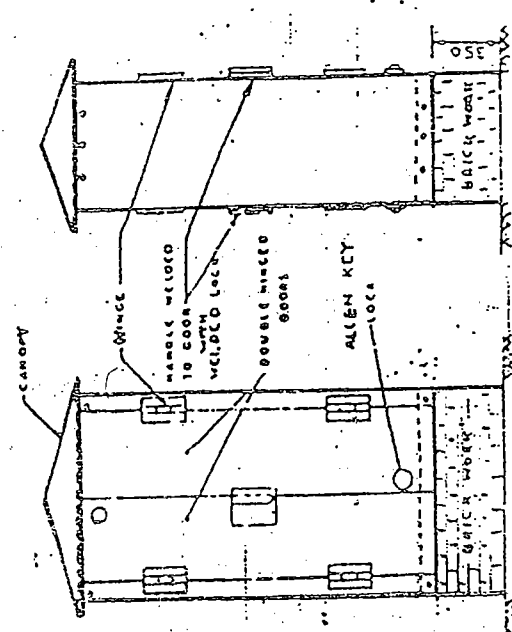 CANOPY
HINGE
HANDLE WELDED
TO DOOR
WITH
WELDED LOCK
DOUBLE HINGED
DOORS
ALLEN KEY
LOCK
BRICK WORK
BRICK WORK
350